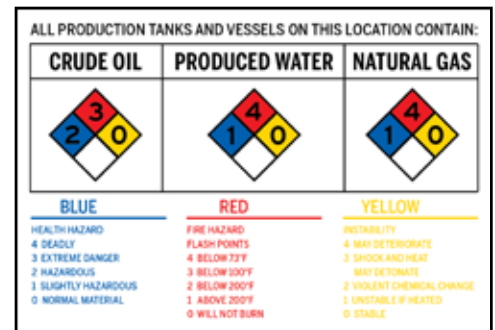 ALL PRODUCTION TANKS AND VESSELS ON THIS LOCATION CONTAIN:
CRUDE OIL PRODUCED WATER NATURAL GAS
3 4 4
2 0 1 0 1 0
BLUE
HEALTH HAZARD
4 DEADLY
3 EXTREME DANGER
2 HAZARDOUS
1 SLIGHTLY HAZARDOUS
0 NORMAL MATERIAL
RED
FIRE HAZARD
FLASH POINTS
4 BELOW 73°F
3 BELOW 100°F
2 BELOW 200°F
1 ABOVE 200°F
0 WILL NOT BURN
YELLOW
INSTABILITY
4 MAY DETERIORATE
3 SHOCK AND HEAT
MAY DETONATE
2 VIOLENT CHEMICAL CHANGE
1 UNSTABLE IF HEATED
0 STABLE